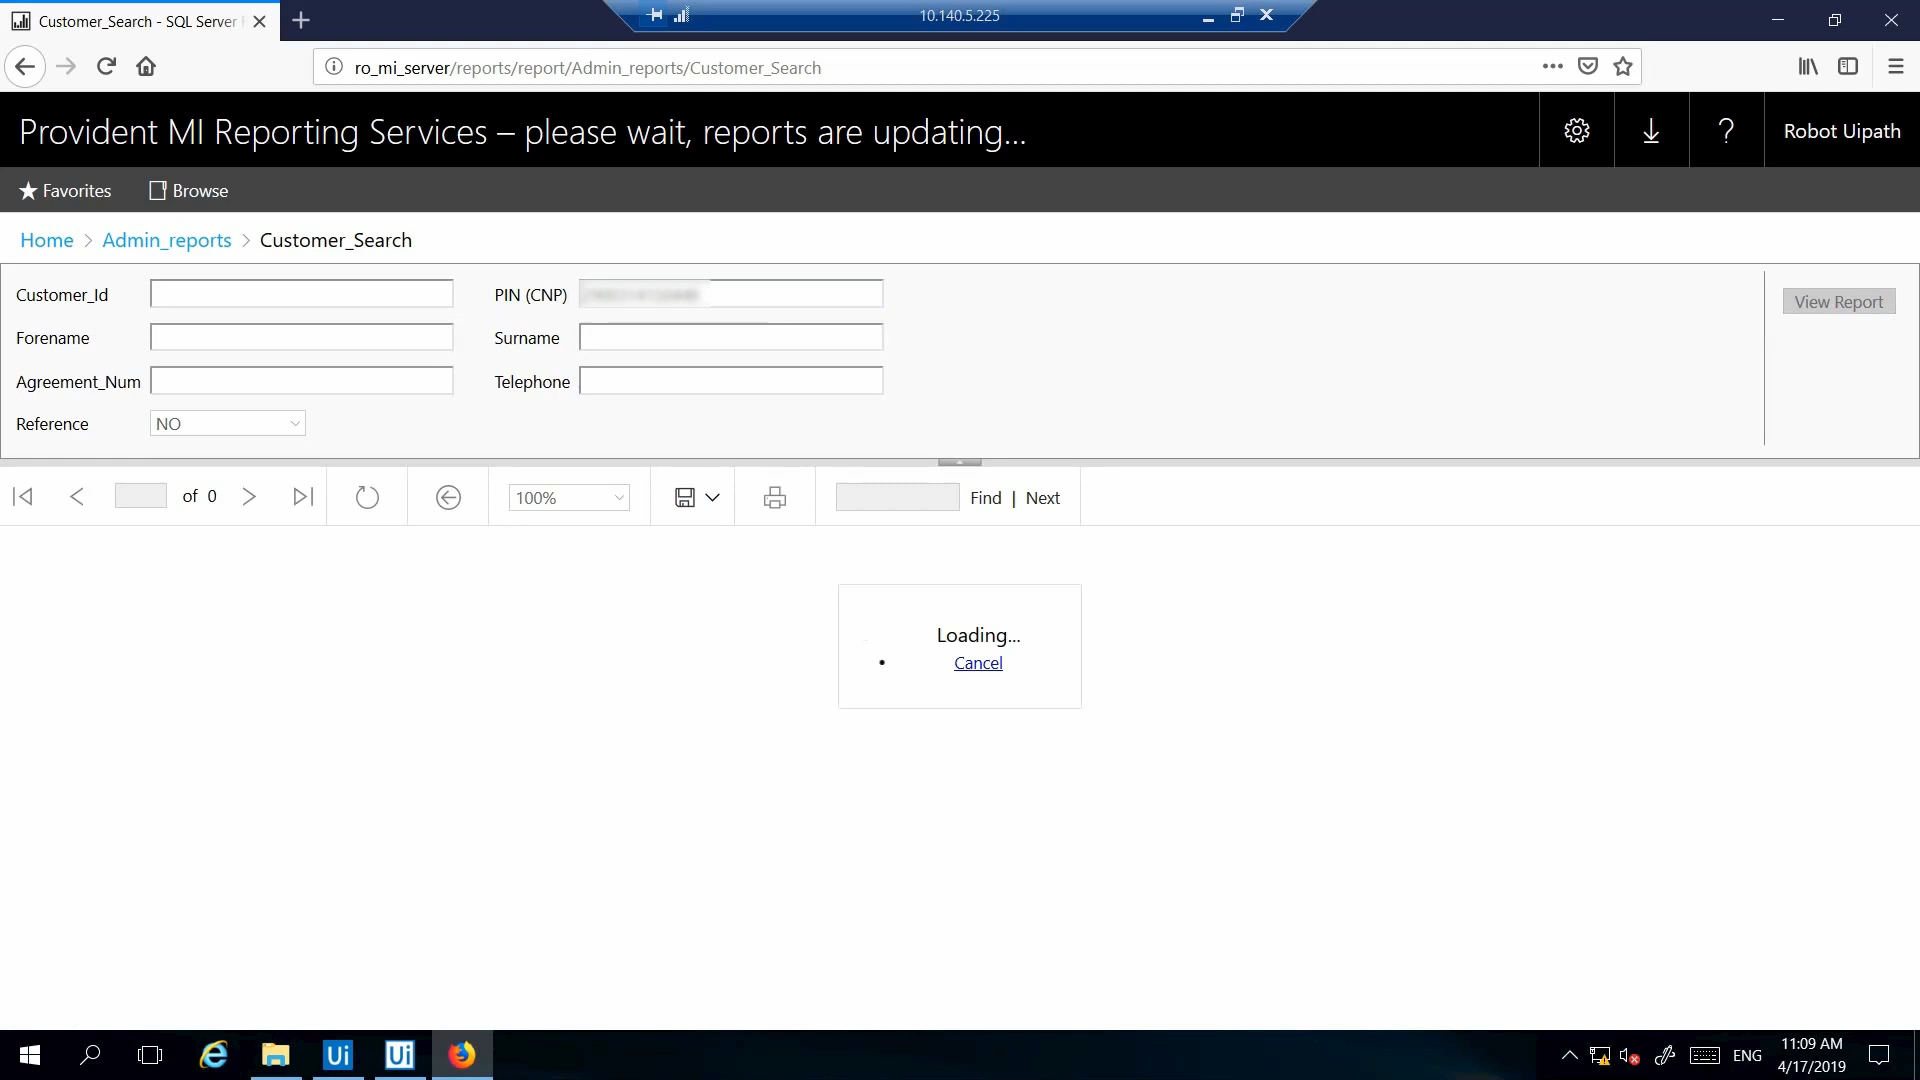 Customer_Search - SQL Server
10.140.5.225
ro_mi_server/reports/report/Admin_reports/Customer_Search
Provident MI Reporting Services – please wait, reports are updating...
? Robot Uipath
Favorites Browse
Home > Admin_reports > Customer_Search
Customer_Id PIN (CNP) View Report
Forename Surname
Agreement_Num Telephone
Reference NO
of 0 100% Find | Next
Loading...
Cancel
Ui Ui ENG 11:09 AM
4/17/2019